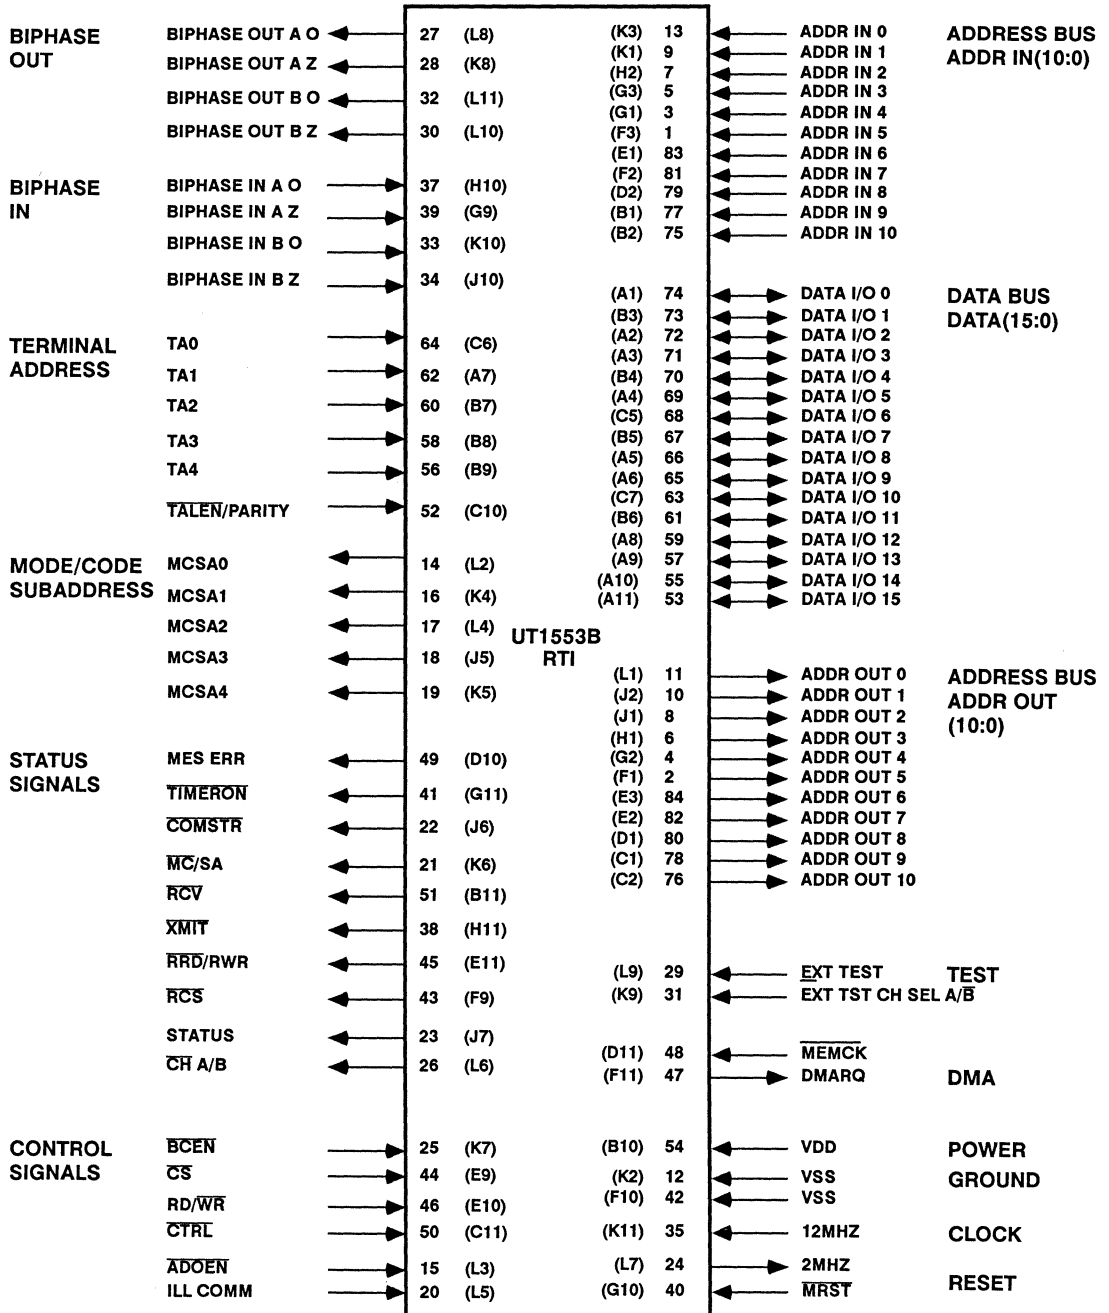 BIPHASE OUT
BIPHASE OUT A O 27 (L8)
BIPHASE OUT A Z 28 (K8)
BIPHASE OUT B O 32 (L11)
BIPHASE OUT B Z 30 (L10)
BIPHASE IN
BIPHASE IN A O 37 (H10)
BIPHASE IN A Z 39 (G9)
BIPHASE IN B O 33 (K10)
BIPHASE IN B Z 34 (J10)
TERMINAL ADDRESS
TA0 64 (C6)
TA1 62 (A7)
TA2 60 (B7)
TA3 58 (B8)
TA4 56 (B9)
T̅A̅L̅E̅N̅/PARITY 52 (C10)
MODE/CODE SUBADDRESS
MCSA0 14 (L2)
MCSA1 16 (K4)
MCSA2 17 (L4)
MCSA3 18 (J5)
MCSA4 19 (K5)
STATUS SIGNALS
MES ERR 49 (D10)
T̅I̅M̅E̅R̅O̅N̅ 41 (G11)
C̅O̅M̅S̅T̅R̅ 22 (J6)
M̅C̅/SA 21 (K6)
R̅C̅V̅ 51 (B11)
X̅M̅I̅T̅ 38 (H11)
R̅R̅D̅/RWR 45 (E11)
R̅C̅S̅ 43 (F9)
STATUS 23 (J7)
C̅H̅ A/B 26 (L6)
CONTROL SIGNALS
B̅C̅E̅N̅ 25 (K7)
C̅S̅ 44 (E9)
RD/W̅R̅ 46 (E10)
C̅T̅R̅L̅ 50 (C11)
A̅D̅O̅E̅N̅ 15 (L3)
ILL COMM 20 (L5)
UT1553B
RTI
(K3) 13 ADDR IN 0
(K1) 9 ADDR IN 1
(H2) 7 ADDR IN 2
(G3) 5 ADDR IN 3
(G1) 3 ADDR IN 4
(F3) 1 ADDR IN 5
(E1) 83 ADDR IN 6
(F2) 81 ADDR IN 7
(D2) 79 ADDR IN 8
(B1) 77 ADDR IN 9
(B2) 75 ADDR IN 10
ADDRESS BUS
ADDR IN(10:0)
(A1) 74 DATA I/O 0
(B3) 73 DATA I/O 1
(A2) 72 DATA I/O 2
(A3) 71 DATA I/O 3
(B4) 70 DATA I/O 4
(A4) 69 DATA I/O 5
(C5) 68 DATA I/O 6
(B5) 67 DATA I/O 7
(A5) 66 DATA I/O 8
(A6) 65 DATA I/O 9
(C7) 63 DATA I/O 10
(B6) 61 DATA I/O 11
(A8) 59 DATA I/O 12
(A9) 57 DATA I/O 13
(A10) 55 DATA I/O 14
(A11) 53 DATA I/O 15
DATA BUS
DATA(15:0)
(L1) 11 ADDR OUT 0
(J2) 10 ADDR OUT 1
(J1) 8 ADDR OUT 2
(H1) 6 ADDR OUT 3
(G2) 4 ADDR OUT 4
(F1) 2 ADDR OUT 5
(E3) 84 ADDR OUT 6
(E2) 82 ADDR OUT 7
(D1) 80 ADDR OUT 8
(C1) 78 ADDR OUT 9
(C2) 76 ADDR OUT 10
ADDRESS BUS
ADDR OUT
(10:0)
(L9) 29 EXT TEST TEST
(K9) 31 EXT TST CH SEL A/B̅
(D11) 48 M̅E̅M̅C̅K̅
(F11) 47 DMARQ DMA
(B10) 54 VDD POWER
(K2) 12 VSS GROUND
(F10) 42 VSS
(K11) 35 12MHZ CLOCK
(L7) 24 2MHZ
(G10) 40 M̅R̅S̅T̅ RESET